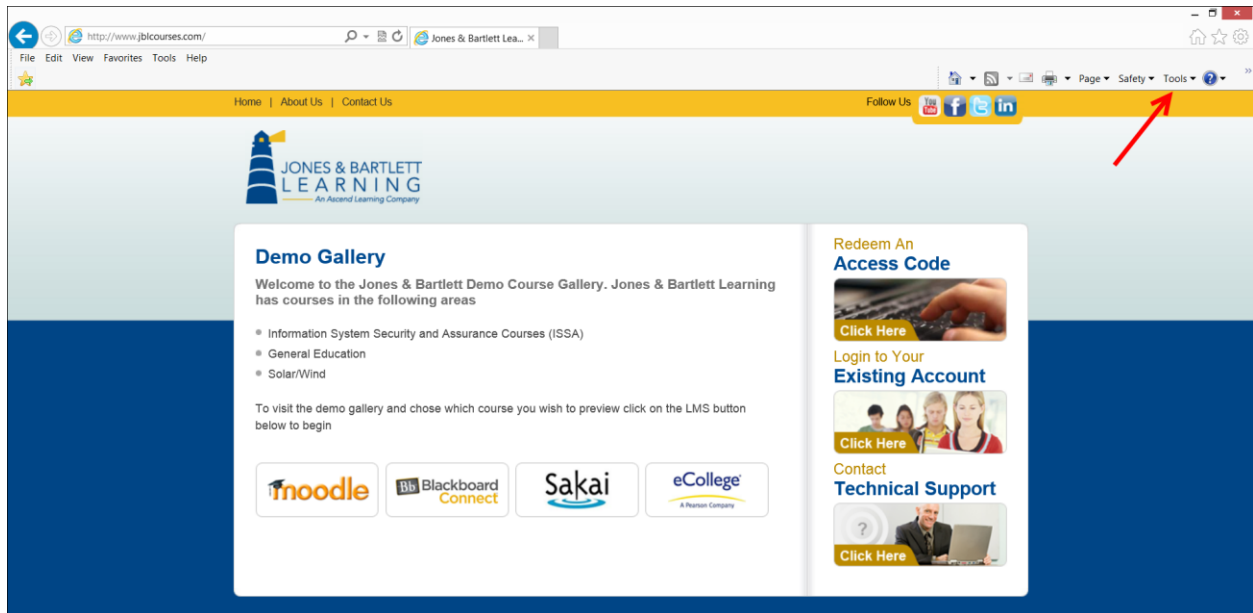 http://www.jblcourses.com/
Jones & Bartlett Lea...
File Edit View Favorites Tools Help
Page Safety Tools
Home | About Us | Contact Us
Follow Us
You Tube
f
in
JONES & BARTLETT
LEARNING
An Ascend Learning Company
Demo Gallery
Welcome to the Jones & Bartlett Demo Course Gallery. Jones & Bartlett Learning
has courses in the following areas
Information System Security and Assurance Courses (ISSA)
General Education
Solar/Wind
To visit the demo gallery and chose which course you wish to preview click on the LMS button
below to begin
moodle
Bb Blackboard
Connect
Sakai
eCollege
A Pearson Company
Redeem An
Access Code
Click Here
Login to Your
Existing Account
Click Here
Contact
Technical Support
?
Click Here